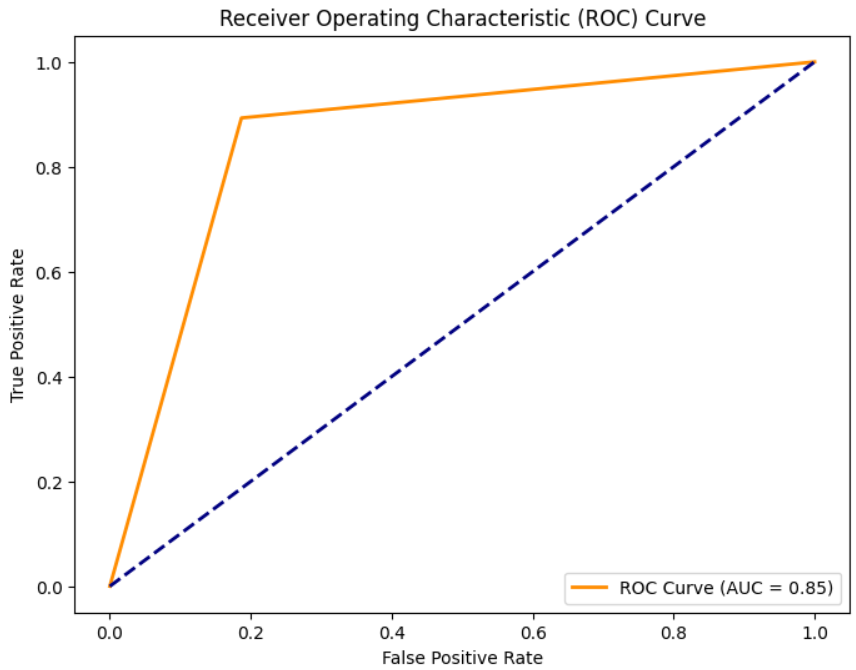 Receiver Operating Characteristic (ROC) Curve
1.0
0.8
0.6
0.4
0.2
0.0
True Positive Rate
ROC Curve (AUC = 0.85)
0.0 0.2 0.4 0.6 0.8 1.0
False Positive Rate